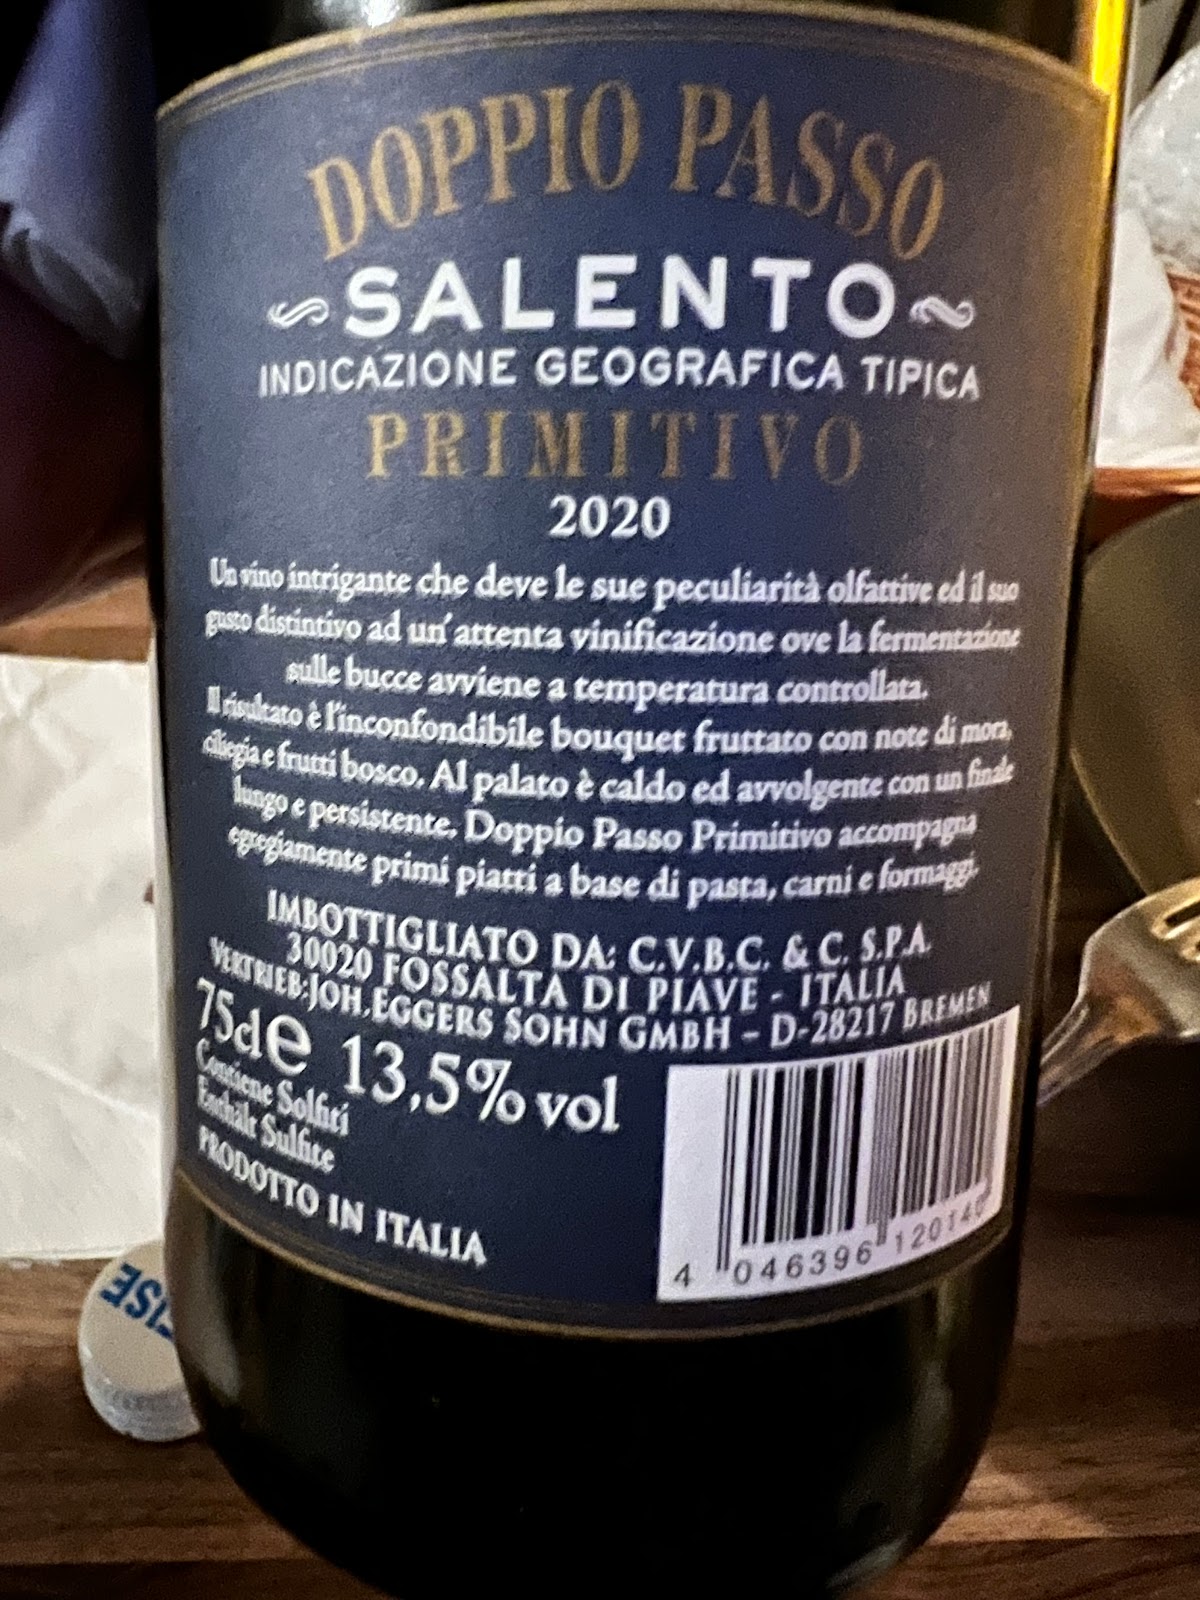 DOPPIO PASSO
SALENTO
INDICAZIONE GEOGRAFICA TIPICA
PRIMITIVO
2020
Un vino intrigante che deve le sue peculiarità olfattive ed il suo
gusto distintivo ad un'attenta vinificazione ove la fermentazione
sulle bucce avviene a temperatura controllata.
Il risultato è l'inconfondibile bouquet fruttato con note di mora,
ciliegia e frutti bosco. Al palato è caldo ed avvolgente con un finale
lungo e persistente. Doppio Passo Primitivo accompagna
egregiamente primi piatti a base di pasta, carni e formaggi.
IMBOTTIGLIATO DA: C.V.B.C. & C. S.P.A.
30020 FOSSALTA DI PIAVE - ITALIA
VERTRIEB:JOH.EGGERS SOHN GMBH - D-28217 BREMEN
75cl e 13,5% vol
Contiene Solfiti
Enthält Sulfite
PRODOTTO IN ITALIA
4 046396 120140